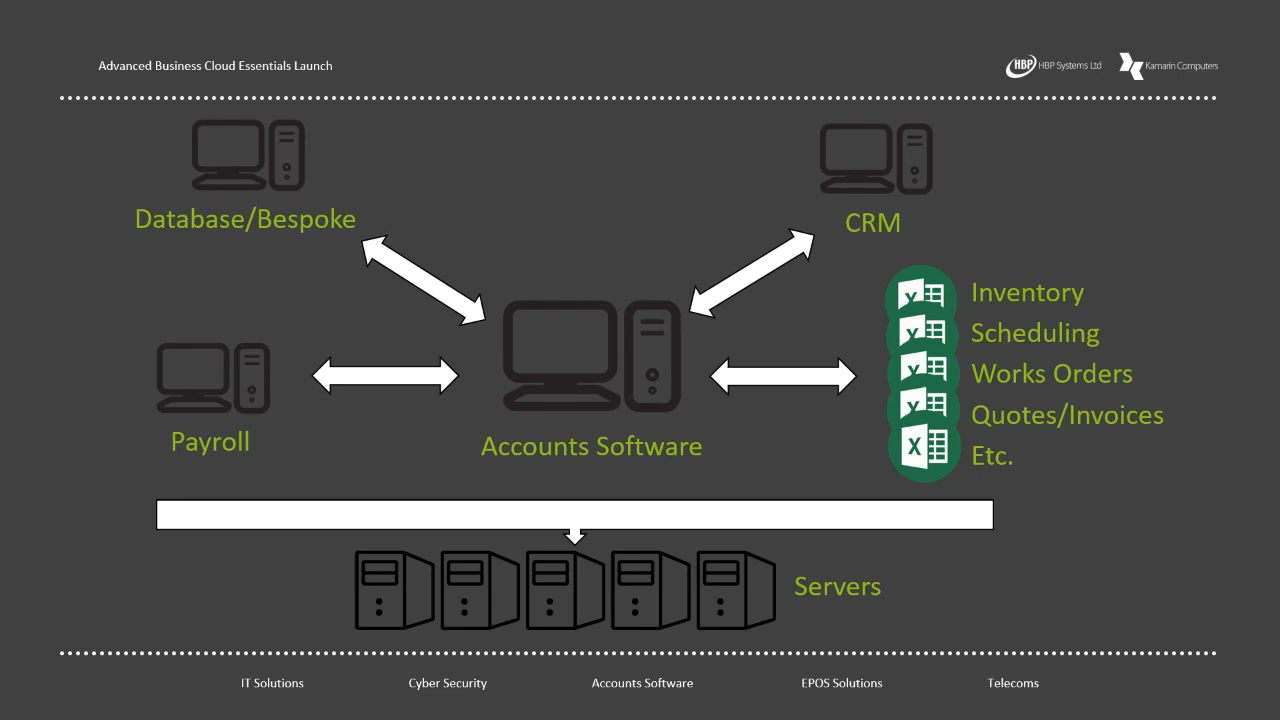 Advanced Business Cloud Essentials Launch
HBP HBP Systems Ltd
Kamarin Computers
Database/Bespoke
CRM
Inventory
Scheduling
Works Orders
Quotes/Invoices
Etc.
X
Payroll
Accounts Software
Servers
IT Solutions
Cyber Security
Accounts Software
EPOS Solutions
Telecoms